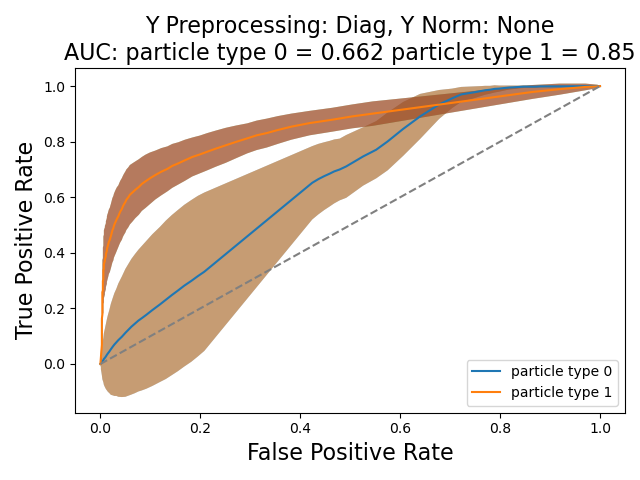 Y Preprocessing: Diag, Y Norm: None
AUC: particle type 0 = 0.662 particle type 1 = 0.85
True Positive Rate
1.0
0.8
0.6
0.4
0.2
0.0
particle type 0
particle type 1
0.0 0.2 0.4 0.6 0.8 1.0
False Positive Rate